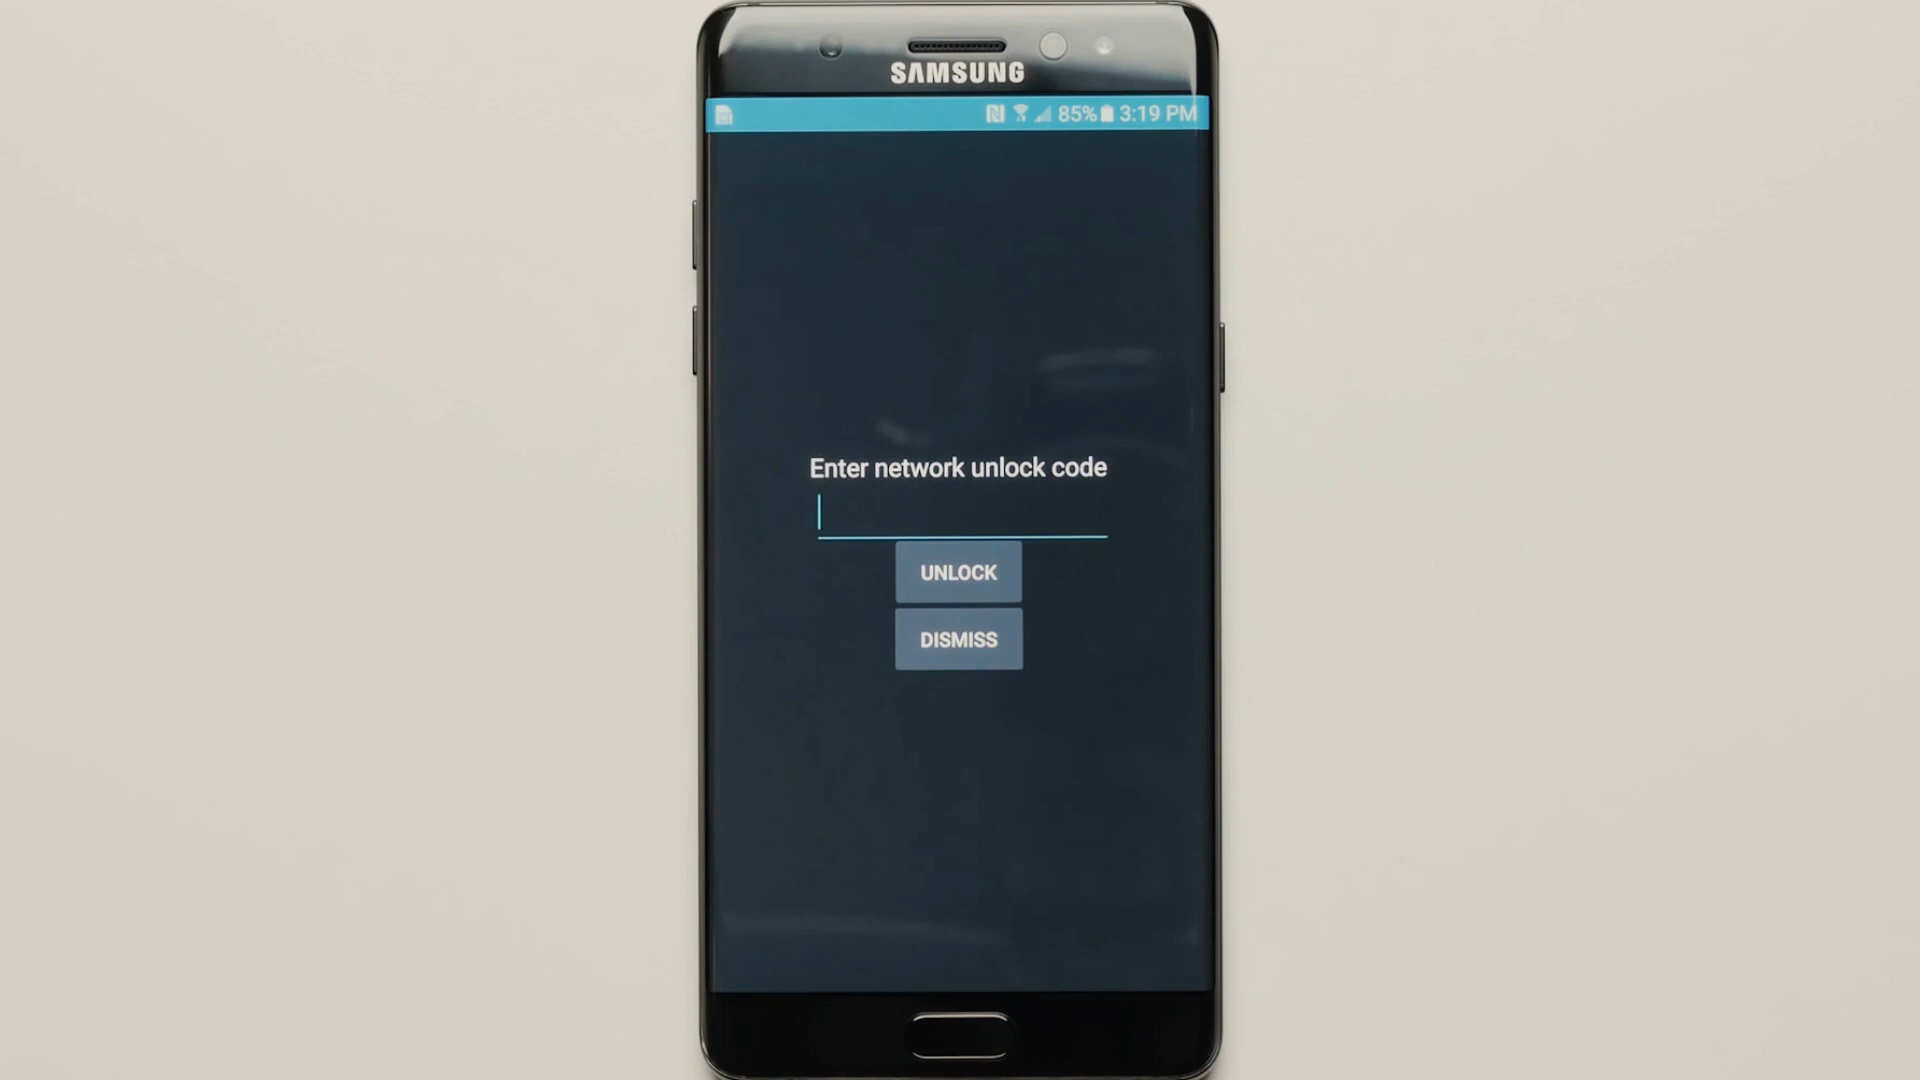 SAMSUNG
85% 3:19 PM
Enter network unlock code
UNLOCK
DISMISS